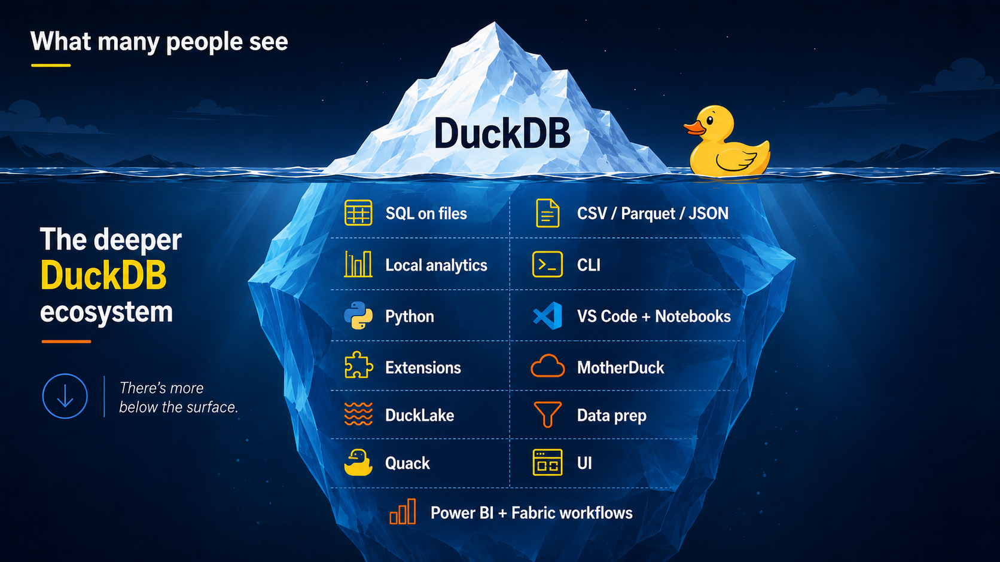 What many people see
DuckDB
The deeper
DuckDB
ecosystem
There's more
below the surface.
SQL on files
CSV / Parquet / JSON
Local analytics
CLI
Python
VS Code + Notebooks
Extensions
MotherDuck
DuckLake
Data prep
Quack
UI
Power BI + Fabric workflows